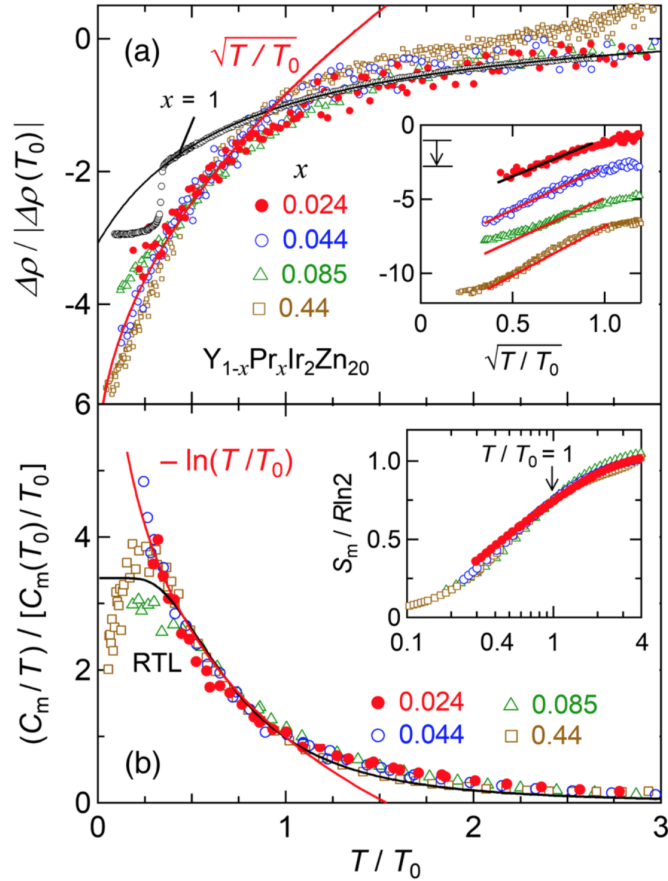 (a)
√T / T₀
x = 1
x
0.024
0.044
0.085
0.44
Y₁₋ₓPrₓIr₂Zn₂₀
Δρ / |Δρ(T₀)|
0
-2
-4
6
0
-5
-10
0
0.5
1.0
√T / T₀
− ln(T /T₀)
RTL
(b)
(Cₘ/T) / [Cₘ(T₀)/T₀]
4
2
0
T / T₀ = 1
Sₘ / Rln2
1.0
0.5
0
0.1
0.4
1
4
0.024
0.085
0.044
0.44
0
1
2
3
T / T₀